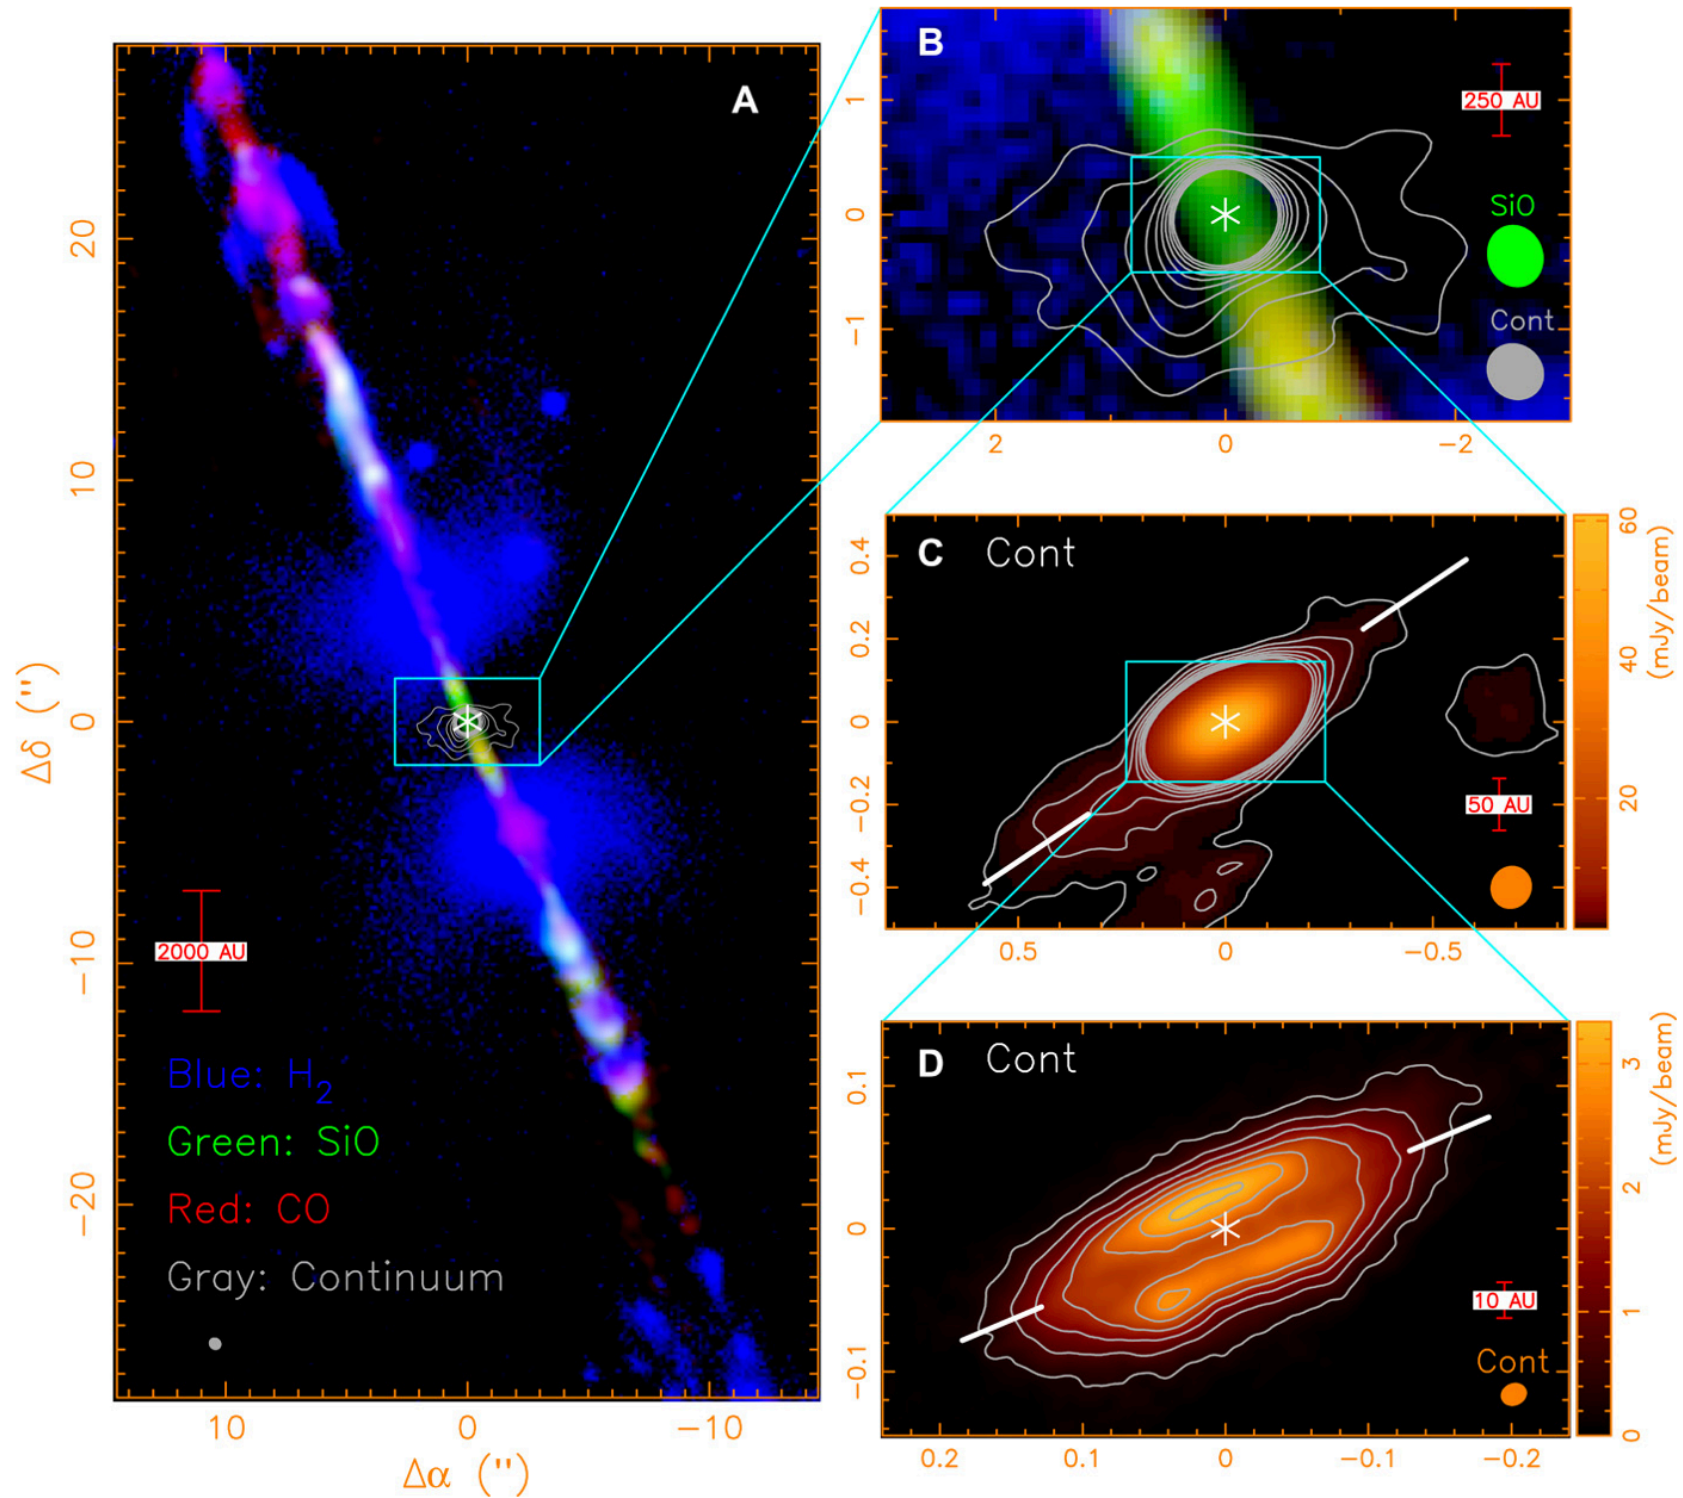 A
20
10
0
−10
−20
Δδ (")
2000 AU
Blue: H2
Green: SiO
Red: CO
Gray: Continuum
10
0
−10
Δα (")
B
1
0
−1
250 AU
SiO
Cont
2
0
−2
C
Cont
0.4
0.2
0
−0.2
−0.4
50 AU
0.5
0
−0.5
60
40
20
(mJy/beam)
D
Cont
0.1
0
−0.1
10 AU
Cont
0.2
0.1
0
−0.1
−0.2
3
2
1
0
(mJy/beam)